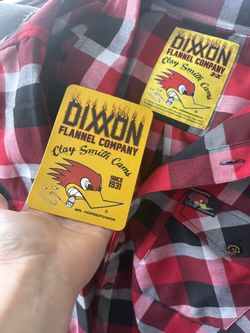 DIXXON
FLANNEL COMPANY
Clay Smith Cams
DIXXON
FLANNEL COMPANY
Clay Smith Cams
SINCE
1931
MR. HORSEPOWER